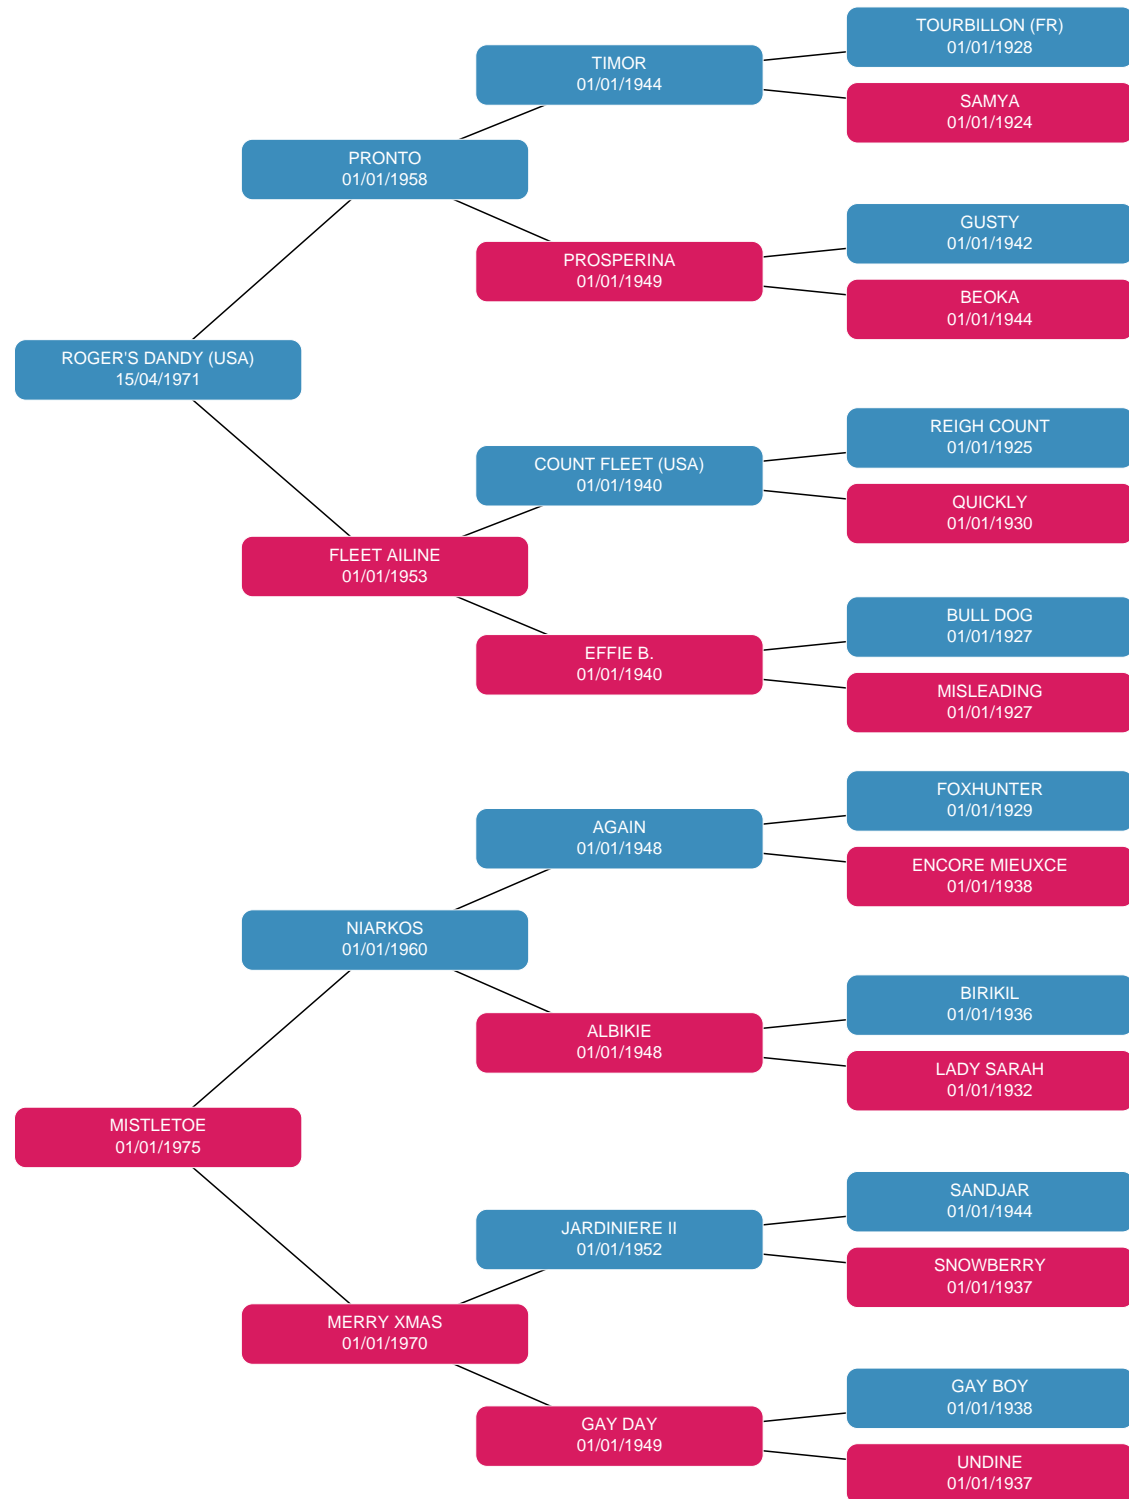 TOURBILLON (FR)
01/01/1928
TIMOR
01/01/1944
SAMYA
01/01/1924
PRONTO
01/01/1958
GUSTY
01/01/1942
PROSPERINA
01/01/1949
BEOKA
01/01/1944
ROGER'S DANDY (USA)
15/04/1971
REIGH COUNT
01/01/1925
COUNT FLEET (USA)
01/01/1940
QUICKLY
01/01/1930
FLEET AILINE
01/01/1953
BULL DOG
01/01/1927
EFFIE B.
01/01/1940
MISLEADING
01/01/1927
FOXHUNTER
01/01/1929
AGAIN
01/01/1948
ENCORE MIEUXCE
01/01/1938
NIARKOS
01/01/1960
BIRIKIL
01/01/1936
ALBIKIE
01/01/1948
LADY SARAH
01/01/1932
MISTLETOE
01/01/1975
SANDJAR
01/01/1944
JARDINIERE II
01/01/1952
SNOWBERRY
01/01/1937
MERRY XMAS
01/01/1970
GAY BOY
01/01/1938
GAY DAY
01/01/1949
UNDINE
01/01/1937